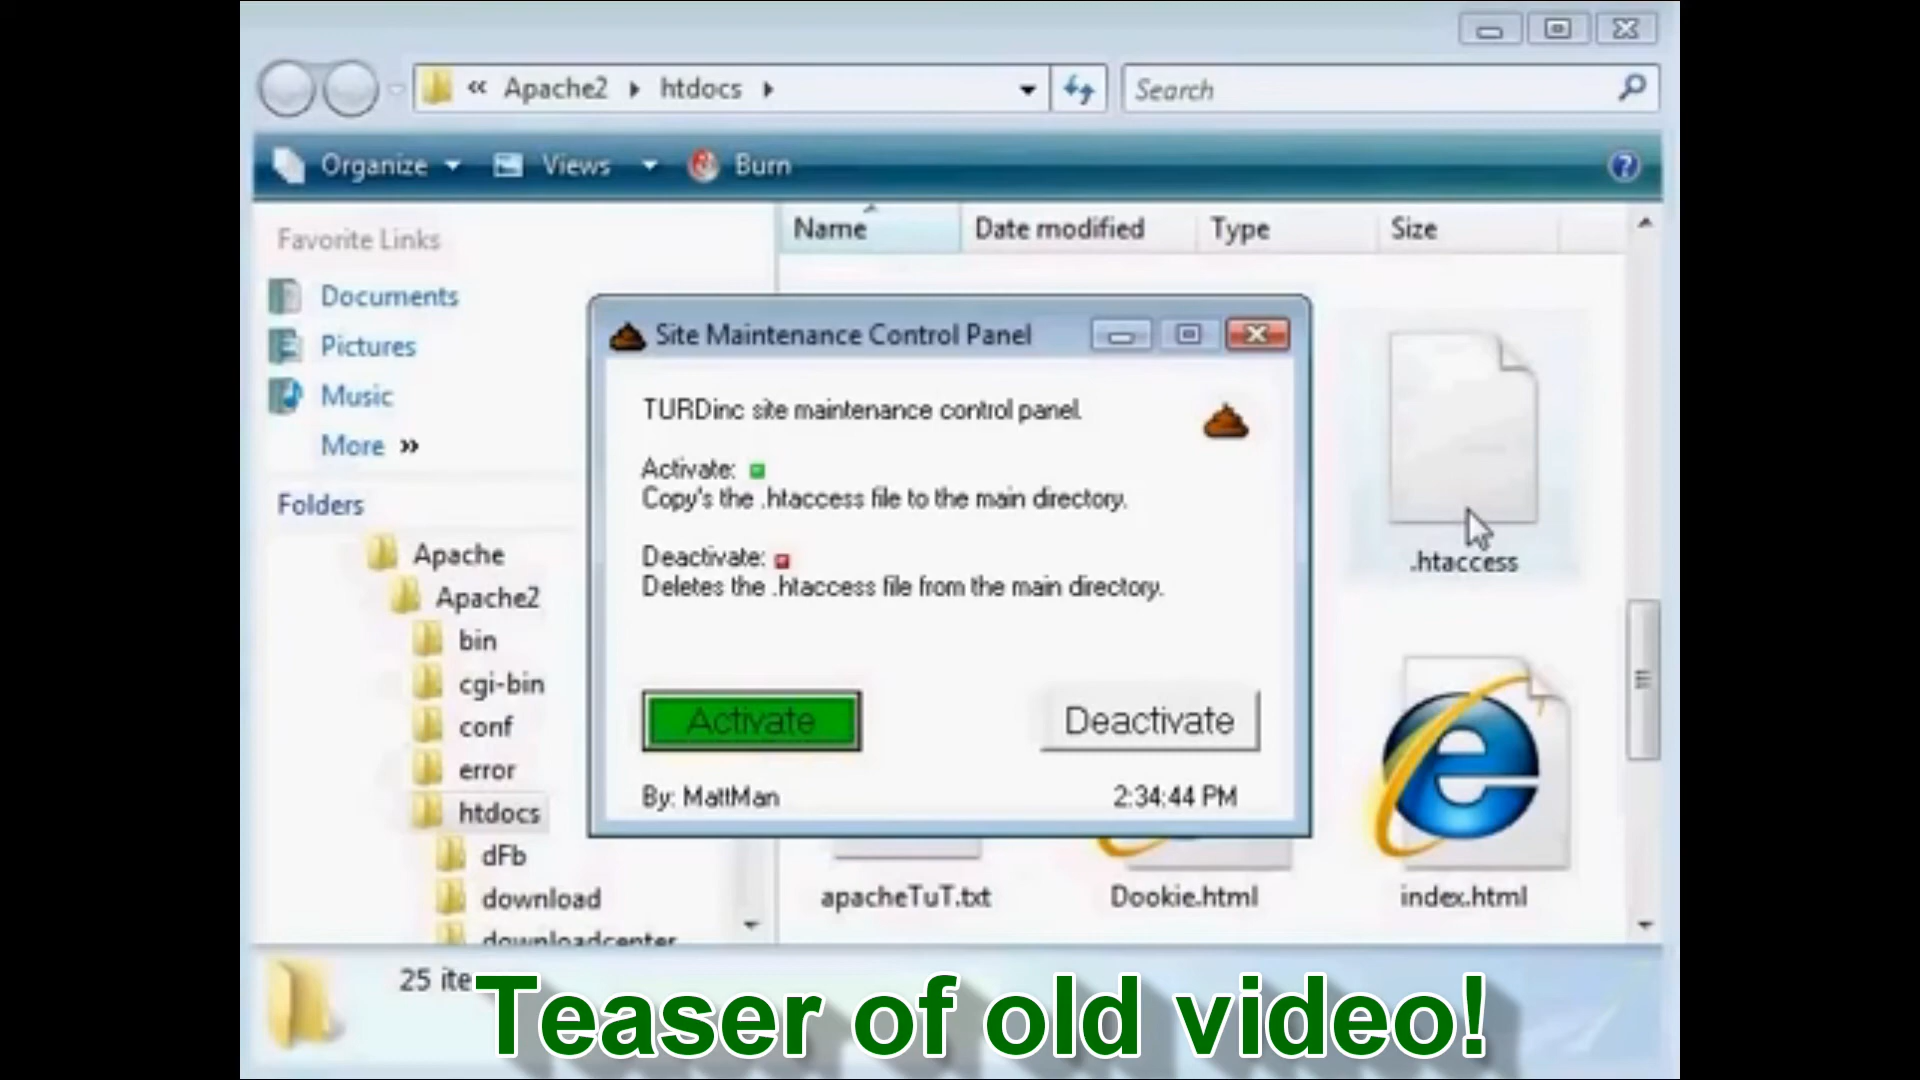 « Apache2 htdocs
Search
Organize Views Burn
Favorite Links
Documents
Pictures
Music
More »
Folders
Apache
Apache2
bin
cgi-bin
conf
error
htdocs
dFb
download
downloadcenter
Name Date modified Type Size
.htaccess
apacheTuT.txt Dookie.html index.html
Site Maintenance Control Panel
TURDinc site maintenance control panel.
Activate:
Copy's the .htaccess file to the main directory.
Deactivate:
Deletes the .htaccess file from the main directory.
Activate Deactivate
By: MattMan 2:34:44 PM
25 ite
Teaser of old video!